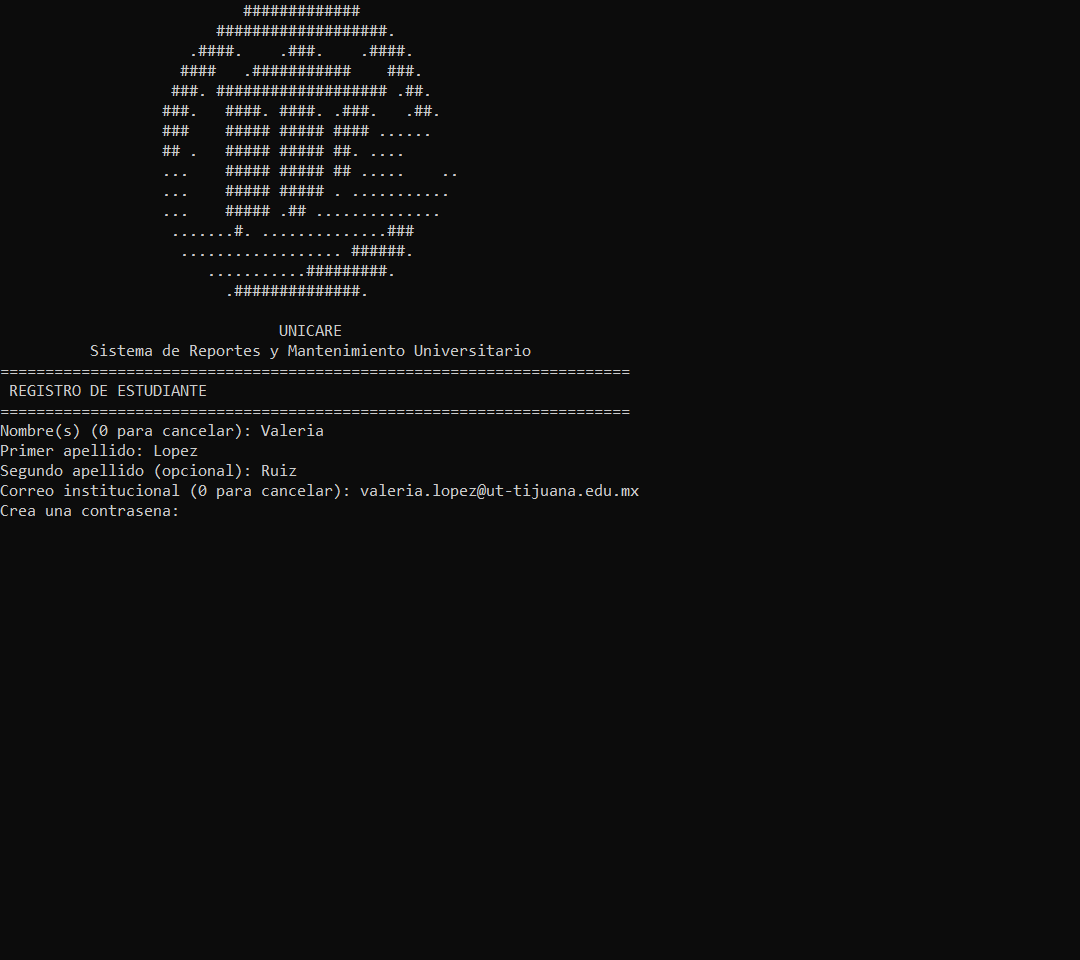 UNICARE
Sistema de Reportes y Mantenimiento Universitario
======================================================================
REGISTRO DE ESTUDIANTE
======================================================================
Nombre(s) (0 para cancelar): Valeria
Primer apellido: Lopez
Segundo apellido (opcional): Ruiz
Correo institucional (0 para cancelar): valeria.lopez@ut-tijuana.edu.mx
Crea una contrasena: